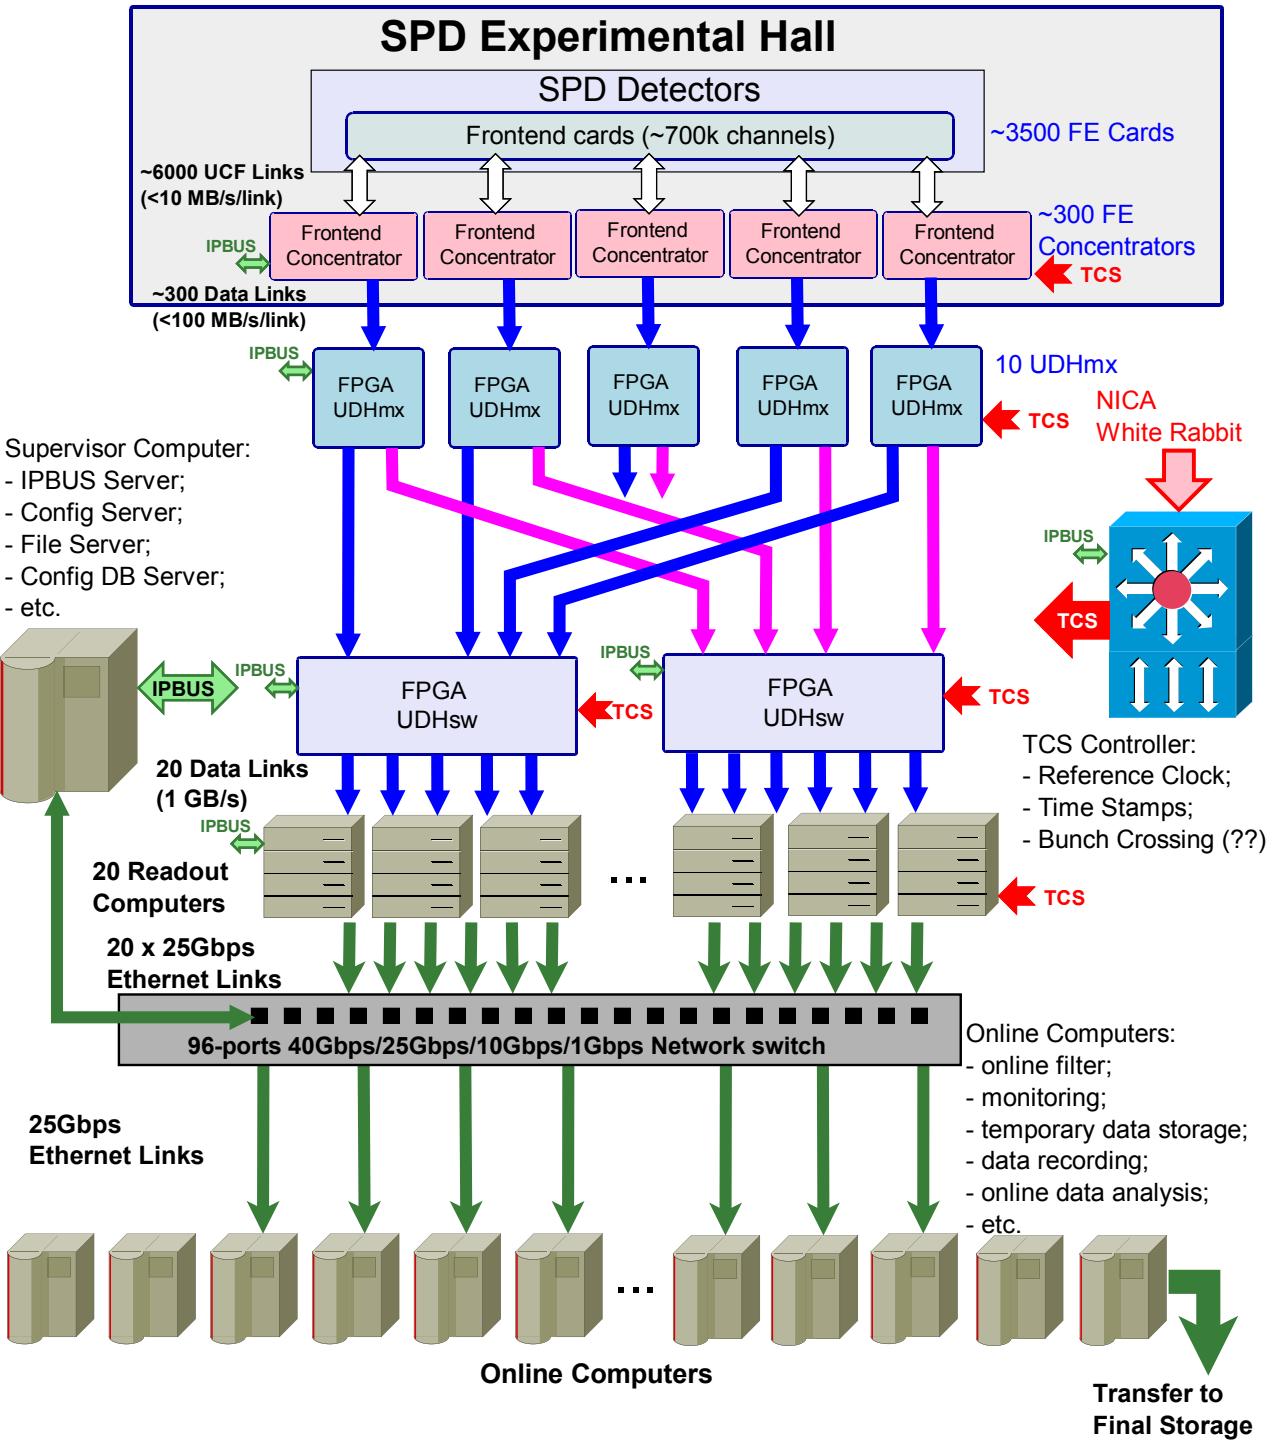 SPD Experimental Hall
SPD Detectors
Frontend cards (~700k channels)
~3500 FE Cards
~6000 UCF Links
(<10 MB/s/link)
Frontend
Concentrator
Frontend
Concentrator
Frontend
Concentrator
Frontend
Concentrator
Frontend
Concentrator
~300 FE
Concentrators
IPBUS
TCS
~300 Data Links
(<100 MB/s/link)
IPBUS
FPGA
UDHmx
FPGA
UDHmx
FPGA
UDHmx
FPGA
UDHmx
FPGA
UDHmx
10 UDHmx
TCS
NICA
White Rabbit
Supervisor Computer:
- IPBUS Server;
- Config Server;
- File Server;
- Config DB Server;
- etc.
IPBUS
TCS
IPBUS
IPBUS
FPGA
UDHsw
TCS
IPBUS
FPGA
UDHsw
TCS
TCS Controller:
- Reference Clock;
- Time Stamps;
- Bunch Crossing (??)
20 Data Links
(1 GB/s)
IPBUS
20 Readout
Computers
...
TCS
20 x 25Gbps
Ethernet Links
96-ports 40Gbps/25Gbps/10Gbps/1Gbps Network switch
Online Computers:
- online filter;
- monitoring;
- temporary data storage;
- data recording;
- online data analysis;
- etc.
25Gbps
Ethernet Links
...
Online Computers
Transfer to
Final Storage